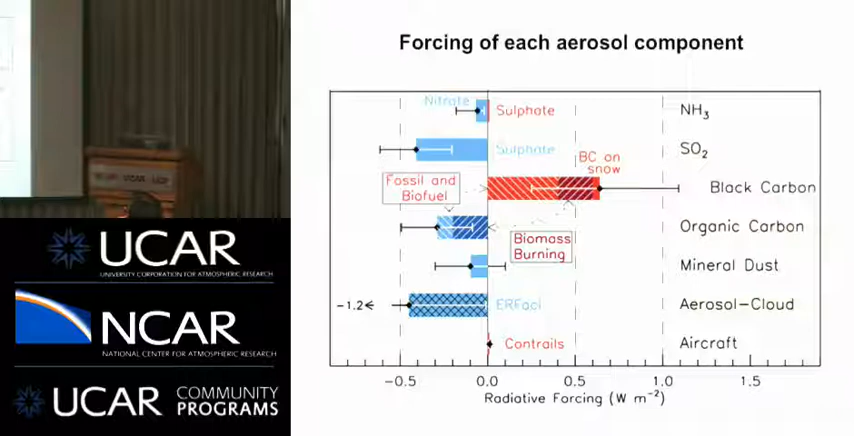 Forcing of each aerosol component
Nitrate
Sulphate
NH3
Sulphate
SO2
BC on
snow
Fossil and
Biofuel
Black Carbon
Organic Carbon
Biomass
Burning
Mineral Dust
-1.2
ERFaci
Aerosol-Cloud
Contrails
Aircraft
-0.5
0.0
0.5
1.0
1.5
Radiative Forcing (W m-2)
UCAR
UNIVERSITY CORPORATION FOR ATMOSPHERIC RESEARCH
NCAR
NATIONAL CENTER FOR ATMOSPHERIC RESEARCH
UCAR
COMMUNITY
PROGRAMS